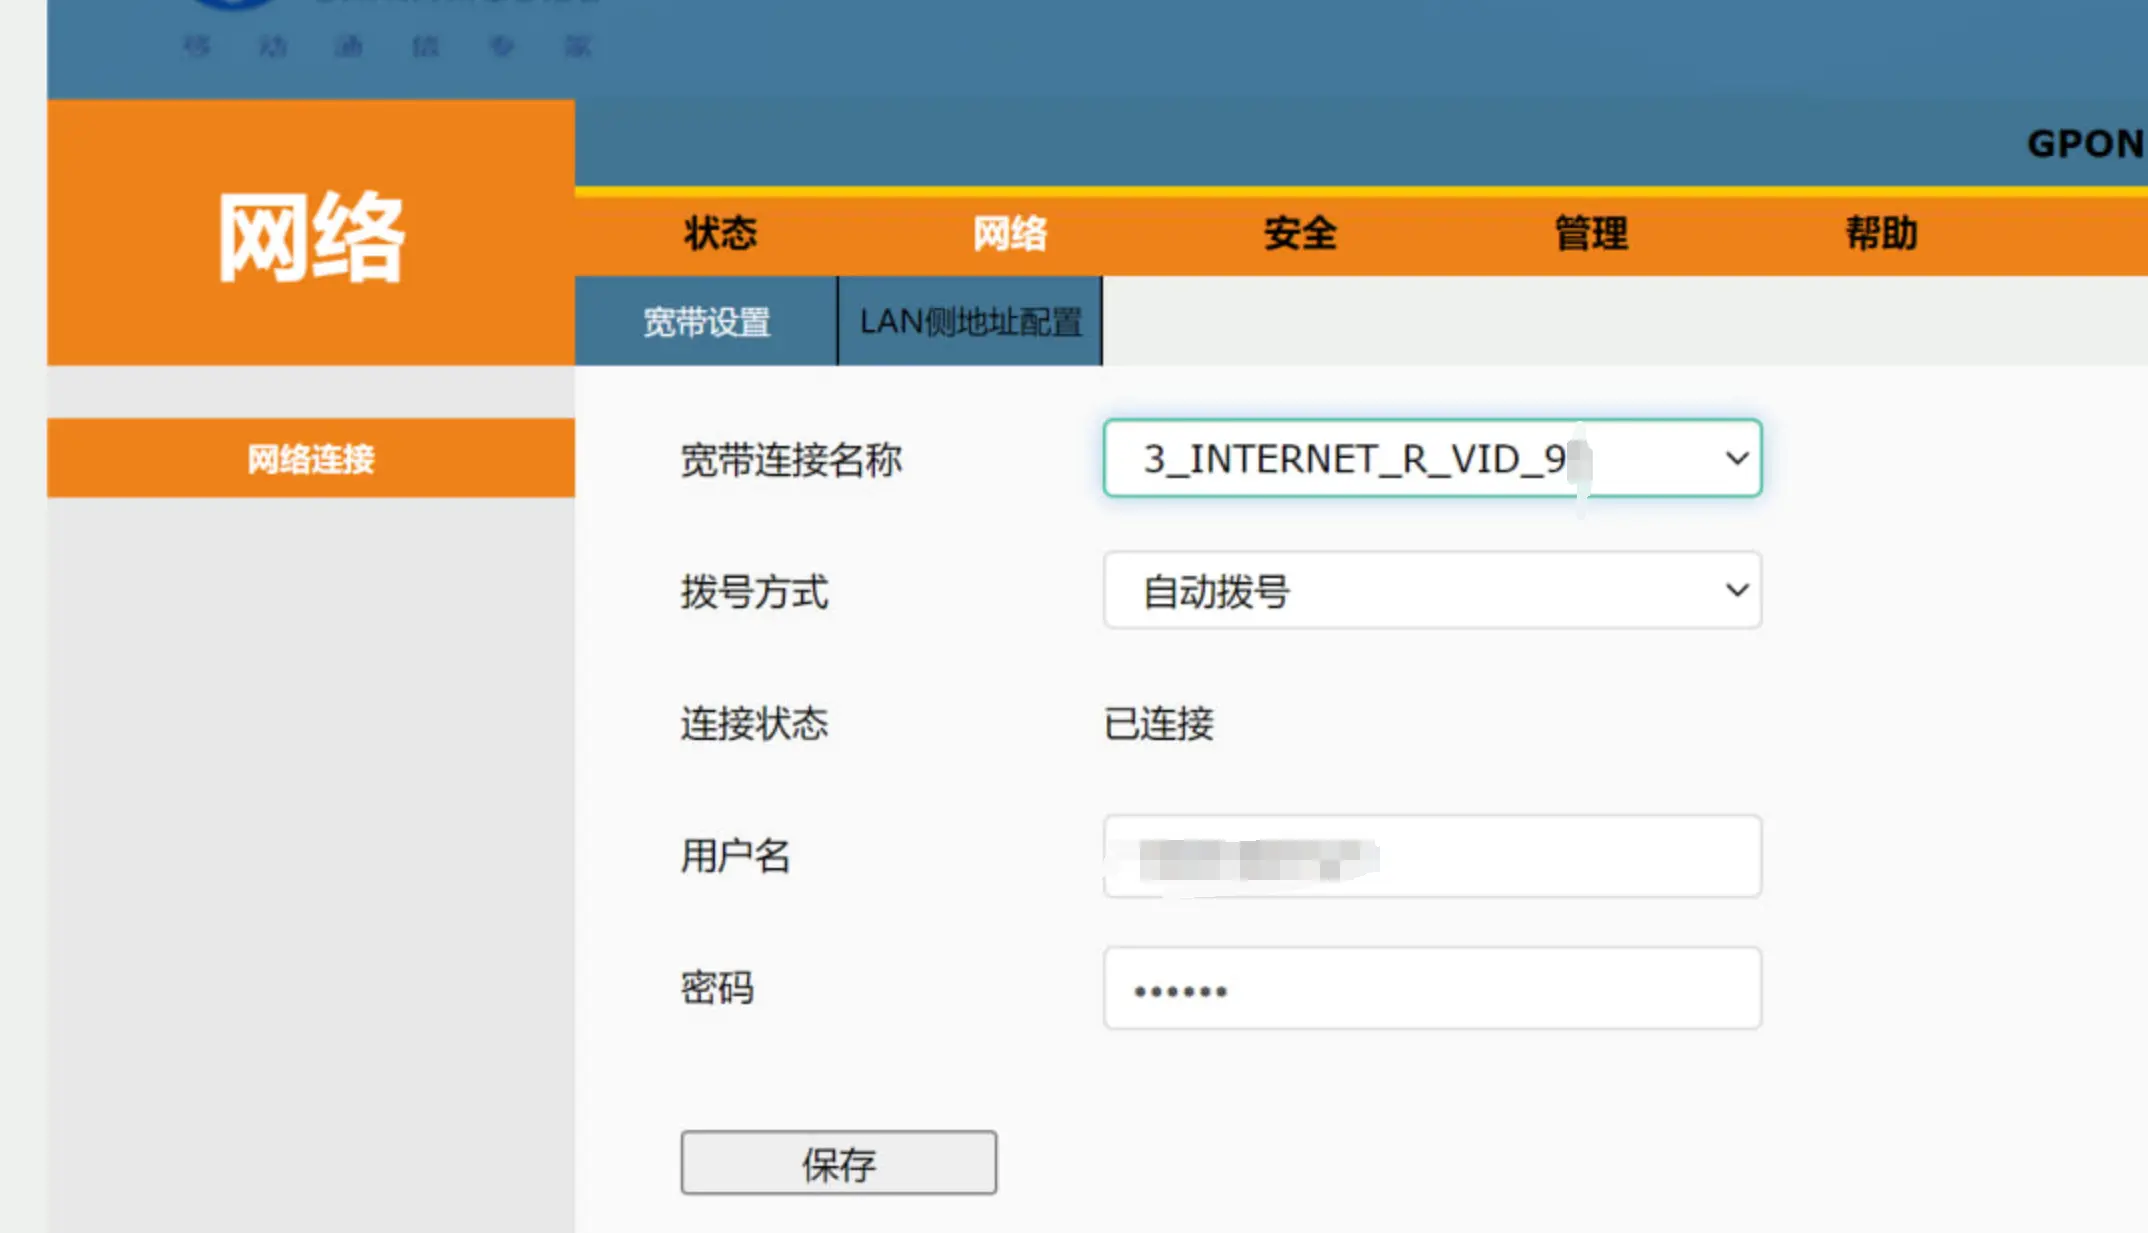 移 动 通 信 专 家
GPON
网络
状态 网络 安全 管理 帮助
宽带设置 LAN侧地址配置
网络连接
宽带连接名称 3_INTERNET_R_VID_9
拨号方式 自动拨号
连接状态 已连接
用户名
密码 ••••••
保存